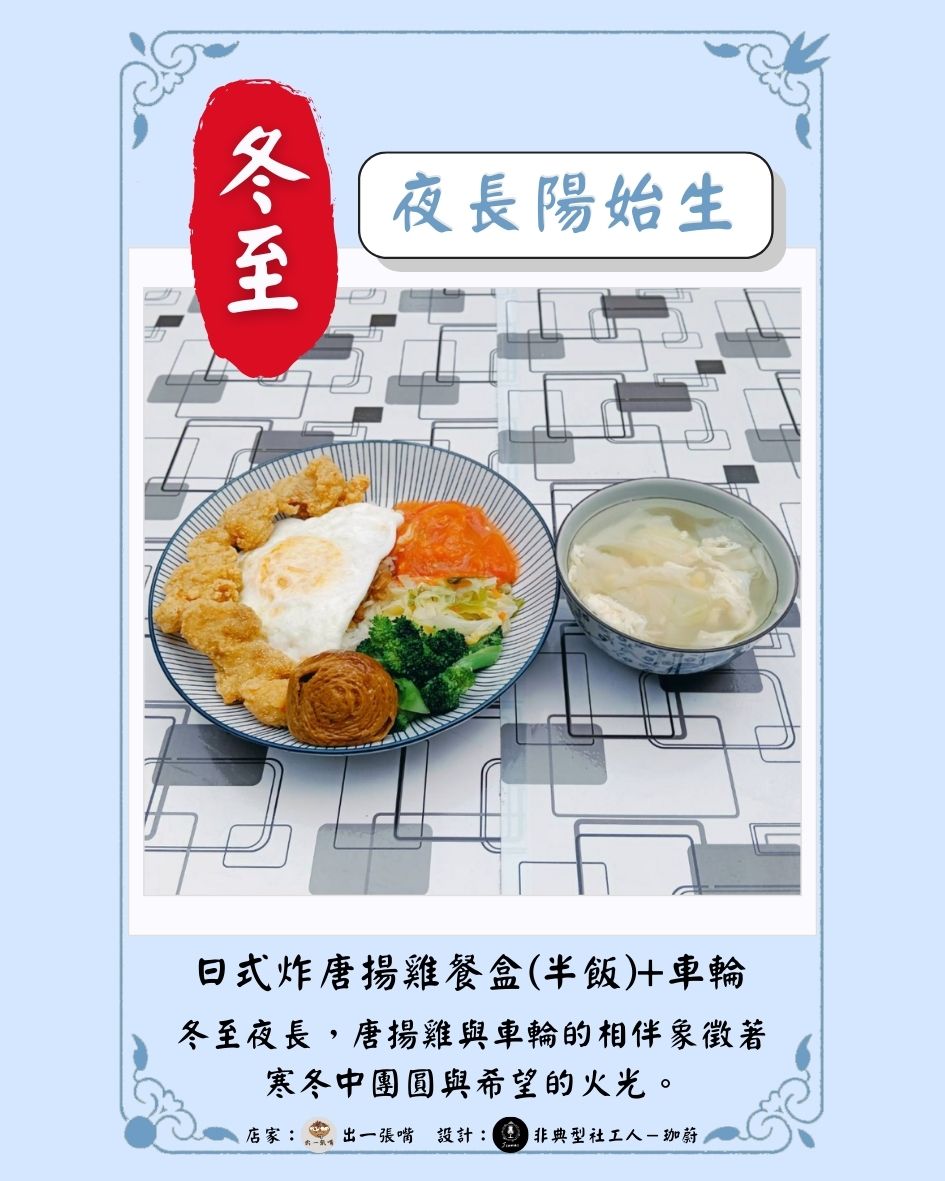 冬至
夜長陽始生
日式炸唐揚雞餐盒(半飯)+車輪
冬至夜長,唐揚雞與車輪的相伴象徵著
寒冬中團圓與希望的火光。
店家: 出一張嘴 設計: 非典型社工人–珈蔚